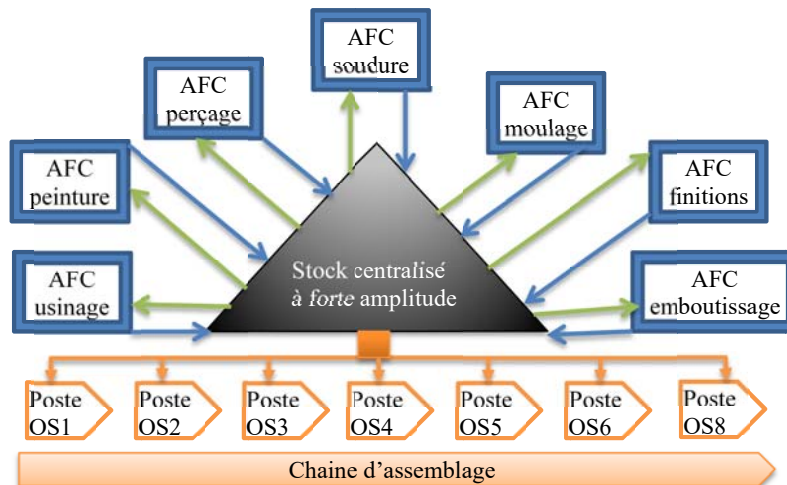 AFC
soudure
AFC
perçage
AFC
moulage
AFC
peinture
AFC
finitions
AFC
usinage
Stock centralisé
à forte amplitude
AFC
emboutissage
Poste
OS1
Poste
OS2
Poste
OS3
Poste
OS4
Poste
OS5
Poste
OS6
Poste
OS8
Chaine d’assemblage